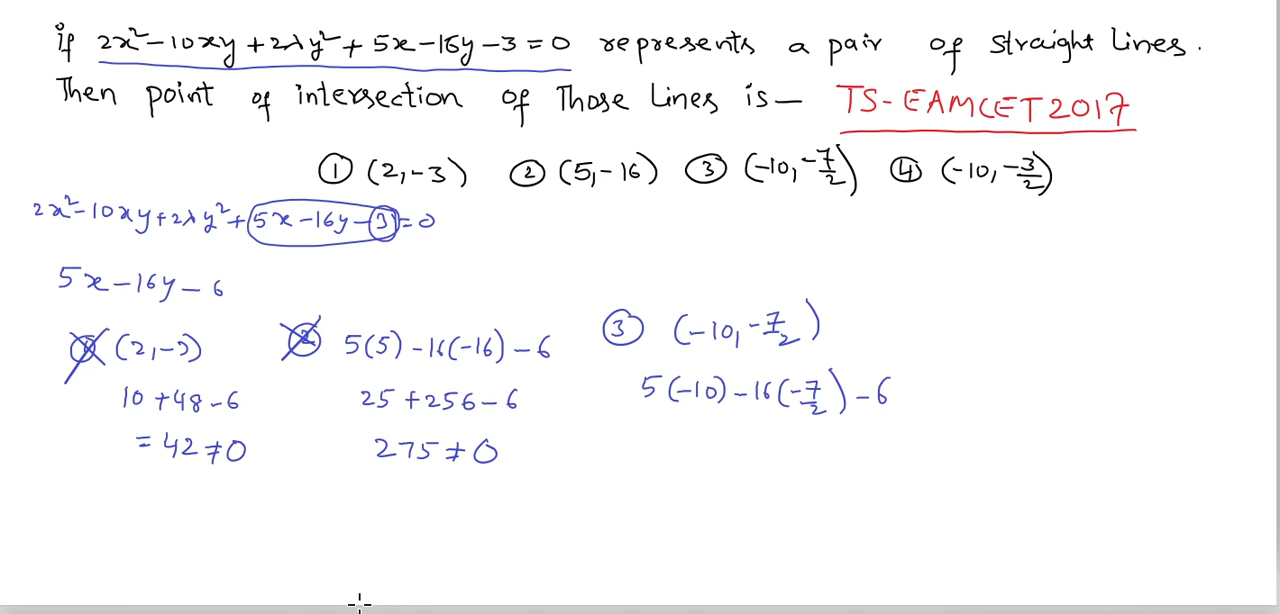 if 2x²-10xy+2λy²+5x-16y-3=0 represents a pair of straight Lines.
Then point of intersection of Those Lines is— TS-EAMCET2017
① (2,-3) ② (5,-16) ③ (-10,-7/2) ④ (-10,-3/2)
2x²-10xy+2λy²+5x-16y-3=0
5x-16y-6
① (2,-3) ② 5(5)-16(-16)-6 ③ (-10,-7/2)
10+48-6 25+256-6 5(-10)-16(-7/2)-6
=42≠0 275≠0